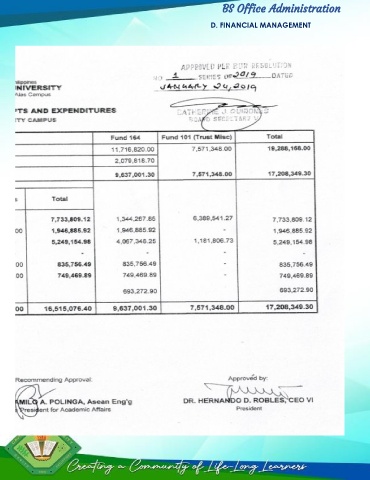 BS Office Administration
D. FINANCIAL MANAGEMENT
APPROVED PER BOR RESOLUTION
NO 1 SERIES OF 2019 DATED
JANUARY 24, 2019
BOARD SECRETARY V
NIVERSITY
Campus
PTS AND EXPENDITURES
TY CAMPUS
Fund 164 Fund 101 (Trust Misc) Total
11,716,820.00 7,571,348.00 19,288,168.00
2,079,818.70
9,637,001.30 7,571,348.00 17,208,349.30
s Total
7,733,809.12 1,344,267.85 6,389,541.27 7,733,809.12
00 1,946,885.92 1,946,885.92 - 1,946,885.92
5,249,154.98 4,067,348.25 1,181,806.73 5,249,154.98
- - - -
00 835,756.49 835,756.49 - 835,756.49
00 749,469.89 749,469.89 - 749,469.89
693,272.90 693,272.90
00 16,515,076.40 9,637,001.30 7,571,348.00 17,208,349.30
Recommending Approval: Approved by:
MILO A. POLINGA, Asean Eng'g DR. HERNANDO D. ROBLES, CEO VI
President for Academic Affairs President
Creating a Community of Life-Long Learners